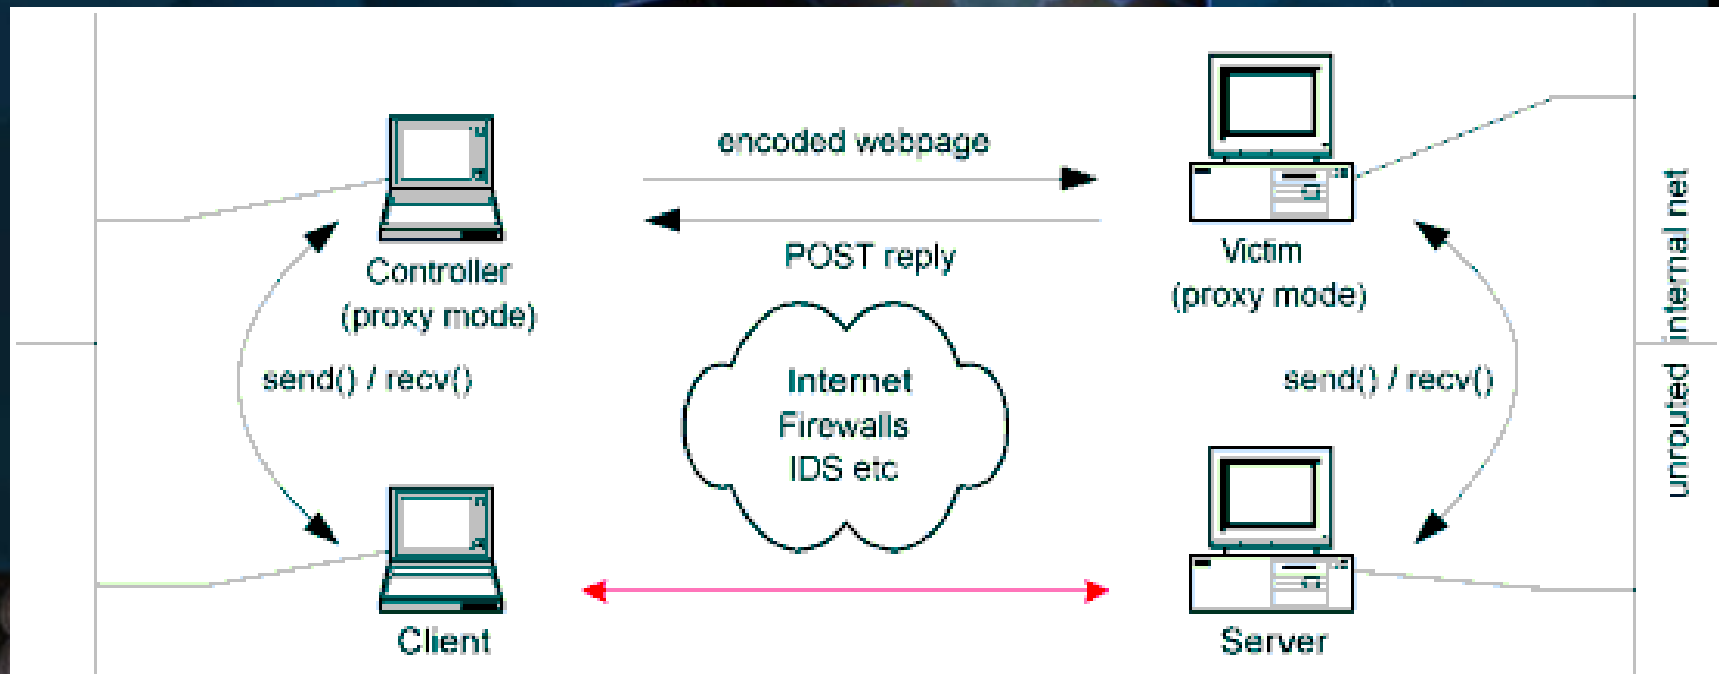 encoded webpage
POST reply
Controller
(proxy mode)
Victim
(proxy mode)
send() / recv()
Internet
Firewalls
IDS etc
send() / recv()
internal net
unrouted
Client
Server